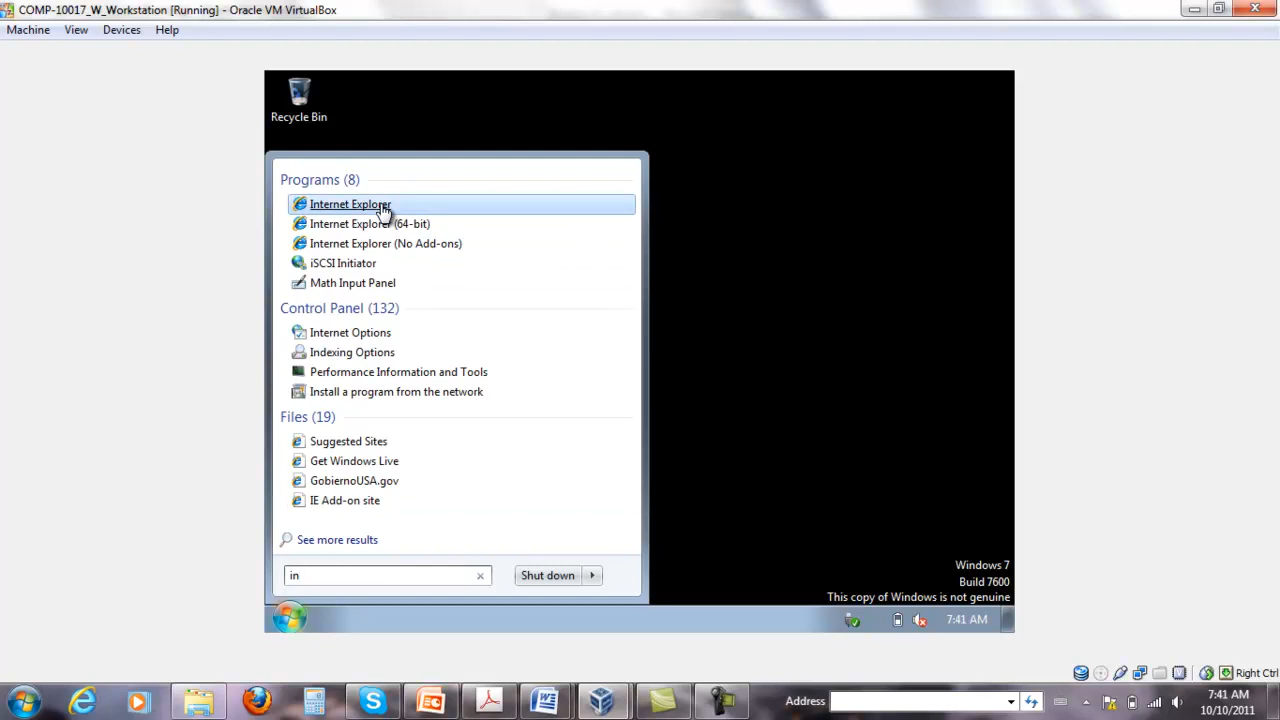 COMP-10017_W_Workstation [Running] - Oracle VM VirtualBox
Machine View Devices Help
Recycle Bin
Programs (8)
Internet Explorer
Internet Explorer (64-bit)
Internet Explorer (No Add-ons)
iSCSI Initiator
Math Input Panel
Control Panel (132)
Internet Options
Indexing Options
Performance Information and Tools
Install a program from the network
Files (19)
Suggested Sites
Get Windows Live
GobiernoUSA.gov
IE Add-on site
See more results
in
Shut down
Windows 7
Build 7600
This copy of Windows is not genuine
7:41 AM
Right Ctrl
Address
7:41 AM
10/10/2011